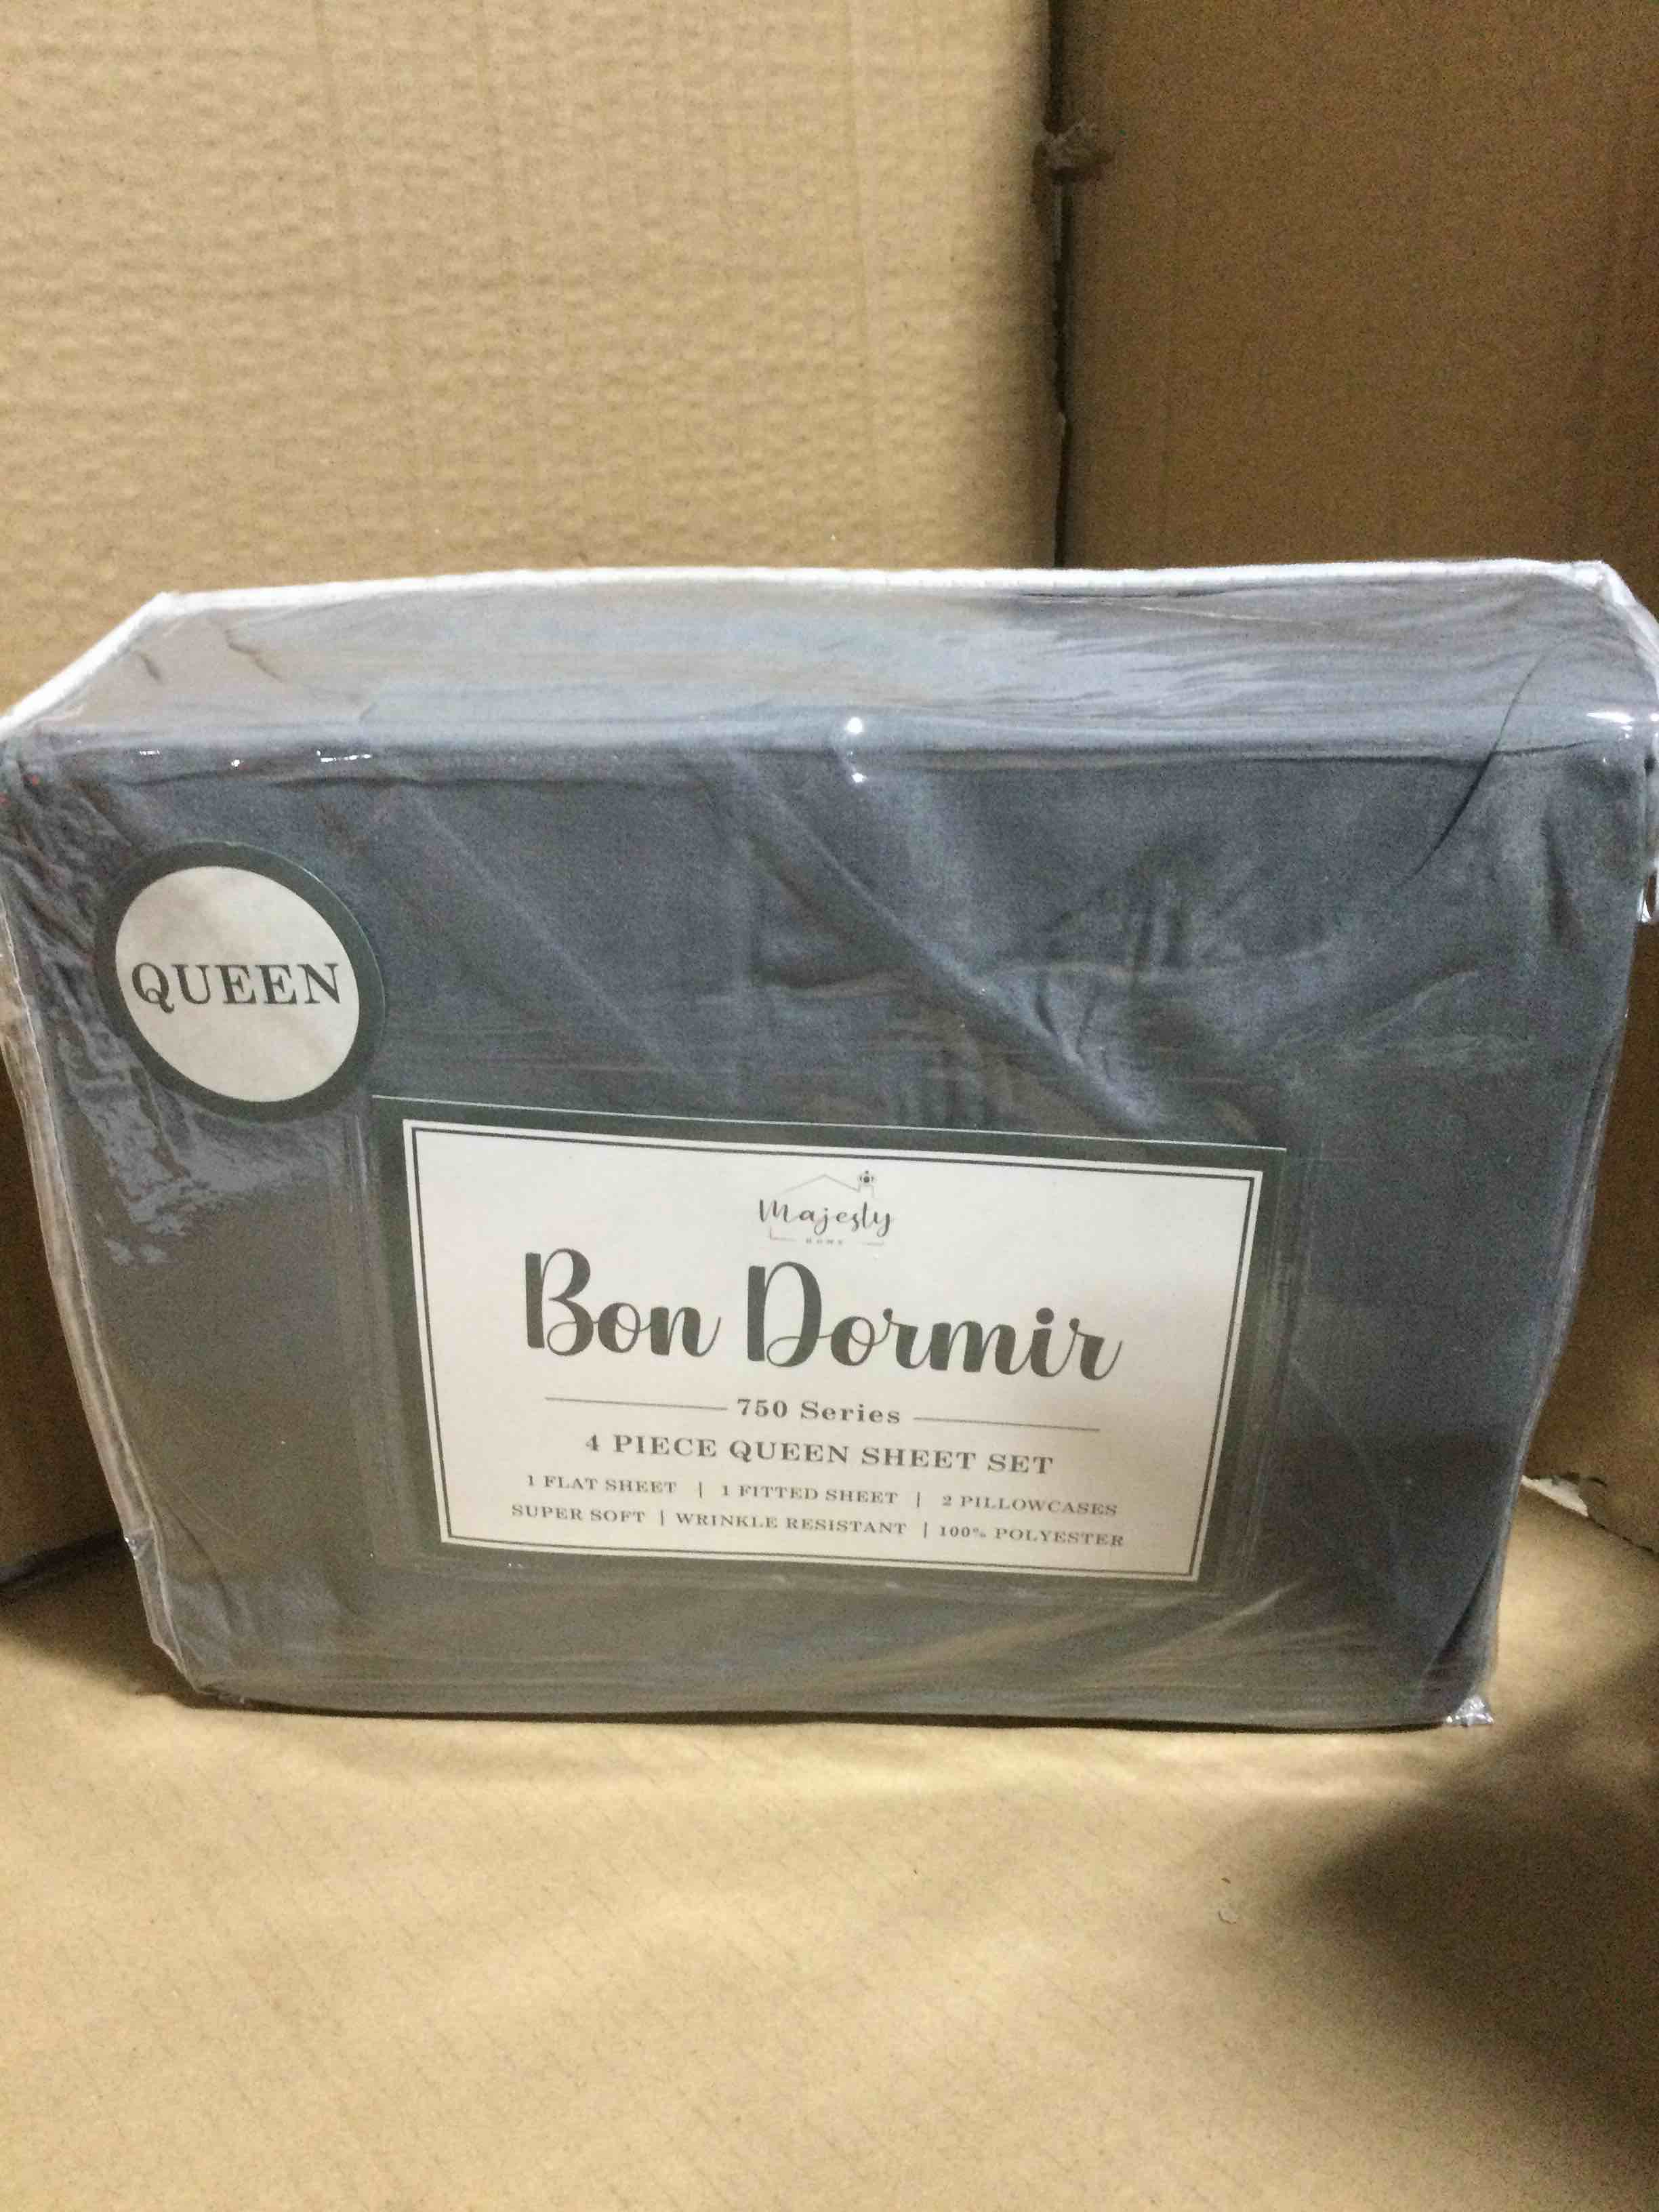 QUEEN
Majesty
HOME
Bon Dormir
750 Series
4 PIECE QUEEN SHEET SET
1 FLAT SHEET | 1 FITTED SHEET | 2 PILLOWCASES
SUPER SOFT | WRINKLE RESISTANT | 100% POLYESTER